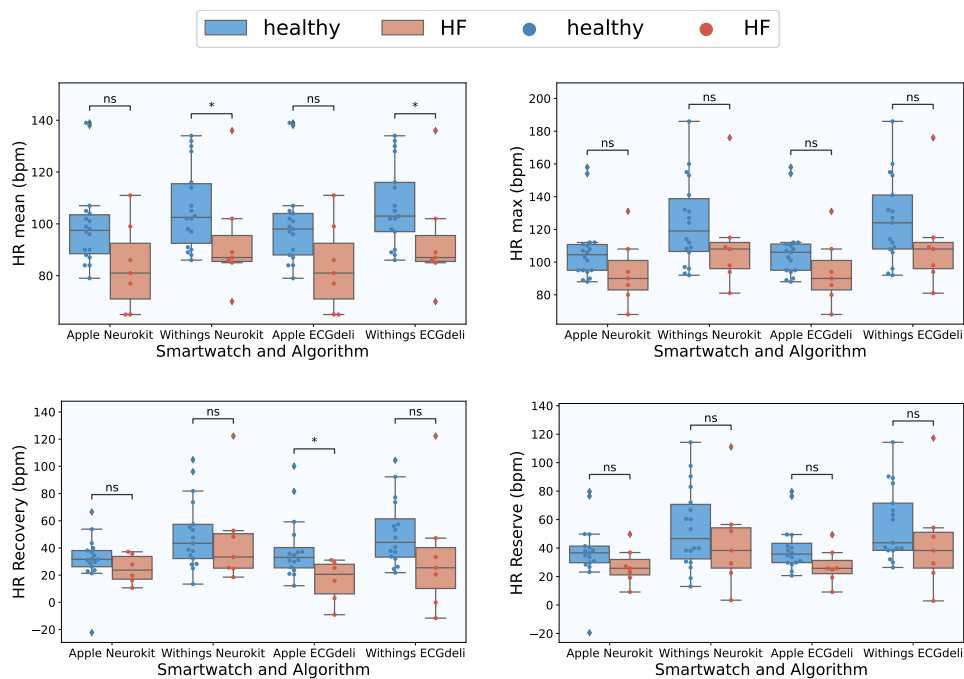 healthy HF healthy HF
HR mean (bpm)
140
120
100
80
ns * ns *
Apple Neurokit Withings Neurokit Apple ECGdeli Withings ECGdeli
Smartwatch and Algorithm
HR max (bpm)
200
180
160
140
120
100
80
ns ns ns ns
Apple Neurokit Withings Neurokit Apple ECGdeli Withings ECGdeli
Smartwatch and Algorithm
HR Recovery (bpm)
140
120
100
80
60
40
20
0
−20
ns ns * ns
Apple Neurokit Withings Neurokit Apple ECGdeli Withings ECGdeli
Smartwatch and Algorithm
HR Reserve (bpm)
140
120
100
80
60
40
20
0
−20
ns ns ns ns
Apple Neurokit Withings Neurokit Apple ECGdeli Withings ECGdeli
Smartwatch and Algorithm